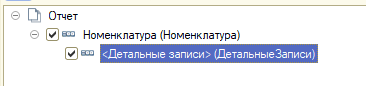 Отчет
Номенклатура (Номенклатура)
<Детальные записи> (ДетальныеЗаписи)